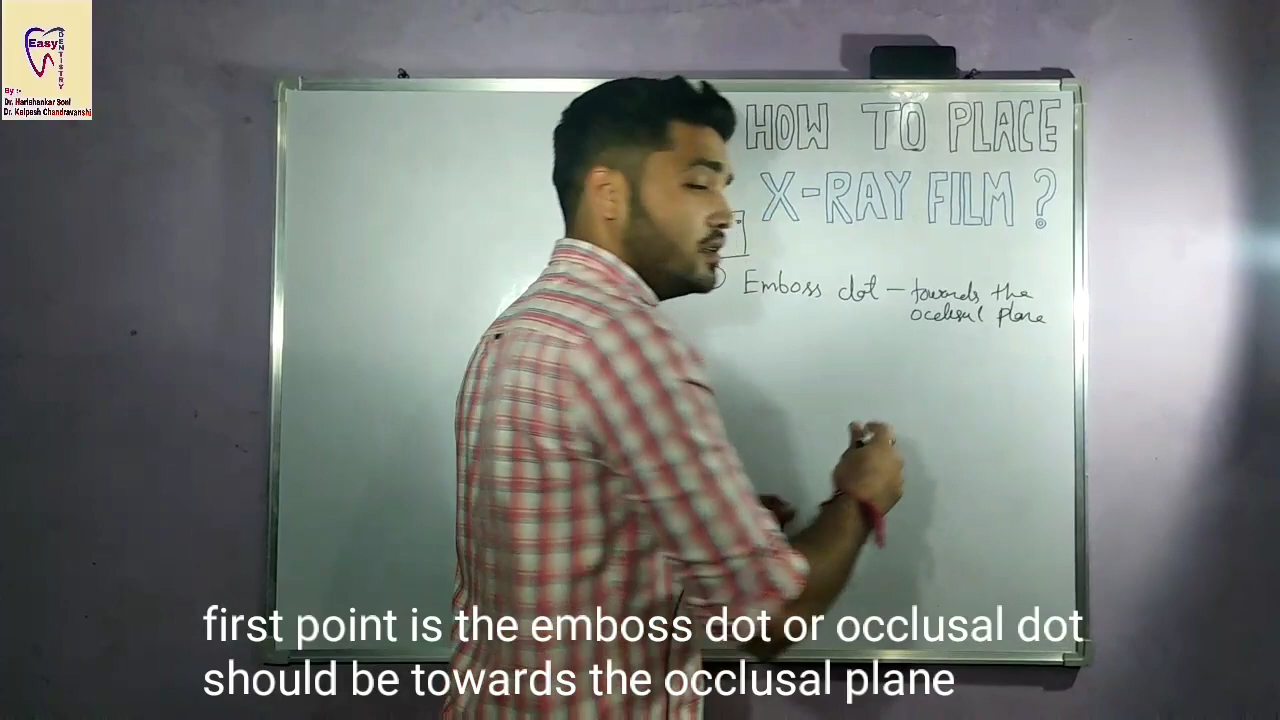 Easy
DENTISTRY
By :-
Dr. Harishankar Soni
Dr. Kalpesh Chandravanshi
HOW TO PLACE
X-RAY FILM ?
Emboss dot – towards the
occlusal plane
first point is the emboss dot or occlusal dot
should be towards the occlusal plane